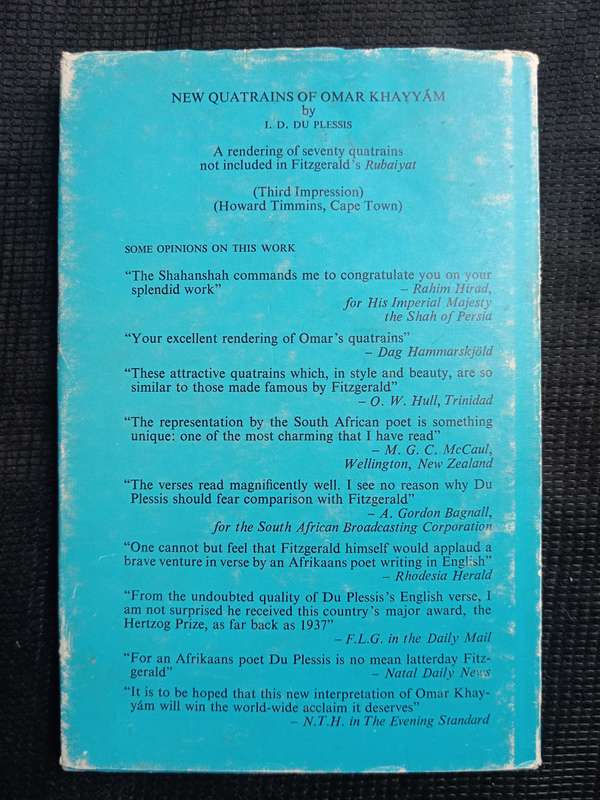 NEW QUATRAINS OF OMAR KHAYYÁM
by
I. D. DU PLESSIS
A rendering of seventy quatrains
not included in Fitzgerald's Rubaiyat
(Third Impression)
(Howard Timmins, Cape Town)
SOME OPINIONS ON THIS WORK
“The Shahanshah commands me to congratulate you on your
splendid work” – Rahim Hirad,
for His Imperial Majesty
the Shah of Persia
“Your excellent rendering of Omar's quatrains”
– Dag Hammarskjöld
“These attractive quatrains which, in style and beauty, are so
similar to those made famous by Fitzgerald”
– O. W. Hull, Trinidad
“The representation by the South African poet is something
unique: one of the most charming that I have read”
– M. G. C. McCaul,
Wellington, New Zealand
“The verses read magnificently well. I see no reason why Du
Plessis should fear comparison with Fitzgerald”
– A. Gordon Bagnall,
for the South African Broadcasting Corporation
“One cannot but feel that Fitzgerald himself would applaud a
brave venture in verse by an Afrikaans poet writing in English”
– Rhodesia Herald
“From the undoubted quality of Du Plessis's English verse, I
am not surprised he received this country's major award, the
Hertzog Prize, as far back as 1937”
– F.L.G. in the Daily Mail
“For an Afrikaans poet Du Plessis is no mean latterday Fitz-
gerald” – Natal Daily News
“It is to be hoped that this new interpretation of Omar Khay-
yám will win the world-wide acclaim it deserves”
– N.T.H. in The Evening Standard